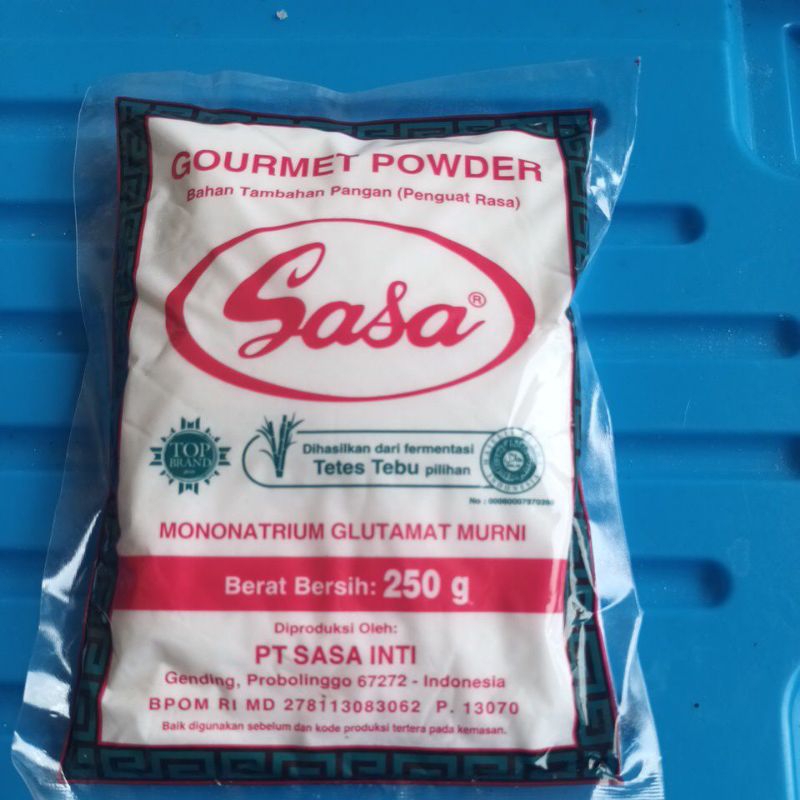 GOURMET POWDER
Bahan Tambahan Pangan (Penguat Rasa)
Sasa®
TOP
BRAND
Dihasilkan dari fermentasi
Tetes Tebu pilihan
MONONATRIUM GLUTAMAT MURNI
Berat Bersih: 250 g
Diproduksi Oleh:
PT SASA INTI
Gending, Probolinggo 67272 - Indonesia
BPOM RI MD 278113083062 P. 13070
Baik digunakan sebelum dan kode produksi tertera pada kemasan.